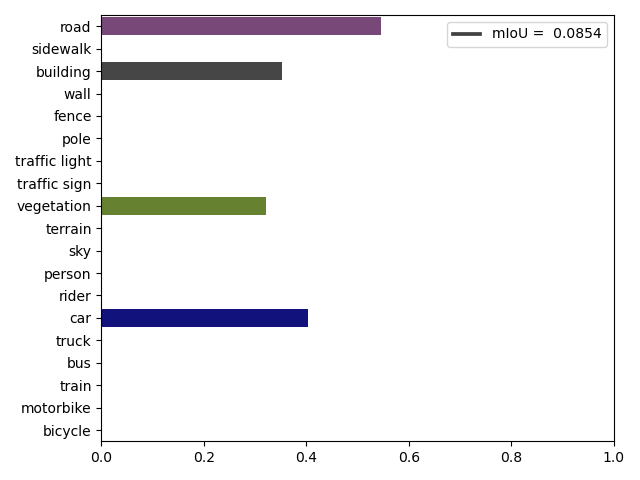 road
mIoU =  0.0854
sidewalk
building
wall
fence
pole
traffic light
traffic sign
vegetation
terrain
sky
person
rider
car
truck
bus
train
motorbike
bicycle
0.0 0.2 0.4 0.6 0.8 1.0